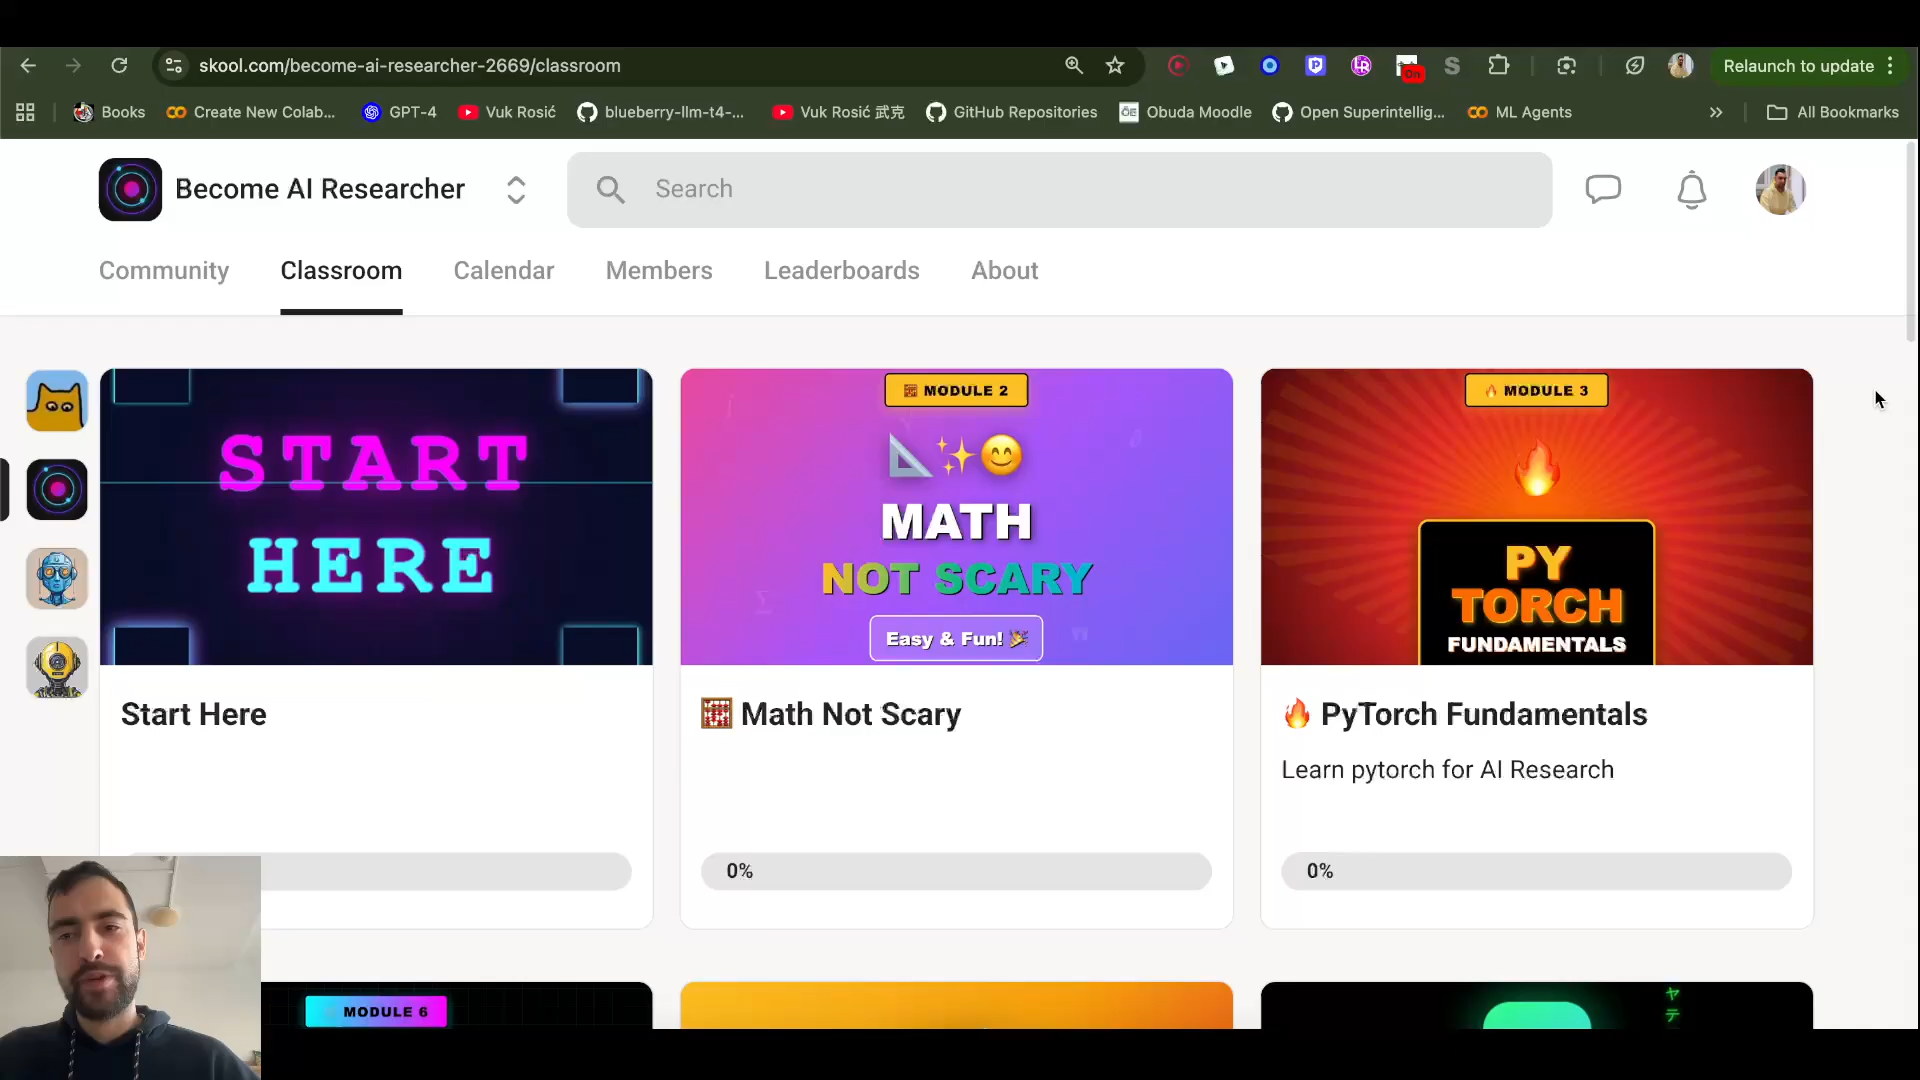 skool.com/become-ai-researcher-2669/classroom
On
Relaunch to update
Books
Create New Colab...
GPT-4
Vuk Rosić
blueberry-llm-t4-...
Vuk Rosić 武克
GitHub Repositories
Obuda Moodle
Open Superintellig...
ML Agents
All Bookmarks
Become AI Researcher
Search
Community
Classroom
Calendar
Members
Leaderboards
About
START
HERE
Start Here
MODULE 2
MATH
NOT SCARY
Easy & Fun!
Math Not Scary
0%
MODULE 3
PY
TORCH
FUNDAMENTALS
PyTorch Fundamentals
Learn pytorch for AI Research
0%
MODULE 6
ヤ
テ